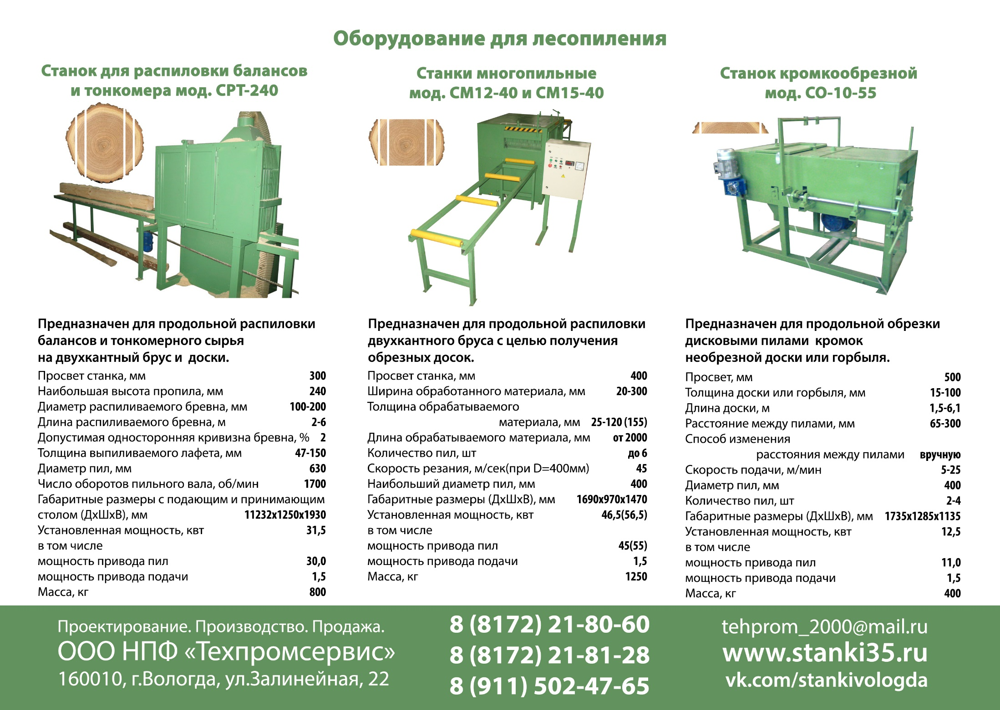 Оборудование для лесопиления
Станок для распиловки балансов
и тонкомера мод. СРТ-240
Предназначен для продольной распиловки
балансов и тонкомерного сырья
на двухкантный брус и доски.
Просвет станка, мм 300
Наибольшая высота пропила, мм 240
Диаметр распиливаемого бревна, мм 100-200
Длина распиливаемого бревна, м 2-6
Допустимая односторонняя кривизна бревна, % 2
Толщина выпиливаемого лафета, мм 47-150
Диаметр пил, мм 630
Число оборотов пильного вала, об/мин 1700
Габаритные размеры с подающим и принимающим
столом (ДхШхВ), мм 11232х1250х1930
Установленная мощность, квт 31,5
в том числе
мощность привода пил 30,0
мощность привода подачи 1,5
Масса, кг 800
Станки многопильные
мод. СМ12-40 и СМ15-40
Предназначен для продольной распиловки
двухкантного бруса с целью получения
обрезных досок.
Просвет станка, мм 400
Ширина обработанного материала, мм 20-300
Толщина обрабатываемого
материала, мм 25-120 (155)
Длина обрабатываемого материала, мм от 2000
Количество пил, шт до 6
Скорость резания, м/сек(при D=400мм) 45
Наибольший диаметр пил, мм 400
Габаритные размеры (ДхШхВ), мм 1690х970х1470
Установленная мощность, квт 46,5(56,5)
в том числе
мощность привода пил 45(55)
мощность привода подачи 1,5
Масса, кг 1250
Станок кромкообрезной
мод. СО-10-55
Предназначен для продольной обрезки
дисковыми пилами кромок
необрезной доски или горбыля.
Просвет, мм 500
Толщина доски или горбыля, мм 15-100
Длина доски, м 1,5-6,1
Расстояние между пилами, мм 65-300
Способ изменения
расстояния между пилами вручную
Скорость подачи, м/мин 5-25
Диаметр пил, мм 400
Количество пил, шт 2-4
Габаритные размеры (ДхШхВ), мм 1735х1285х1135
Установленная мощность, квт 12,5
в том числе
мощность привода пил 11,0
мощность привода подачи 1,5
Масса, кг 400
Проектирование. Производство. Продажа.
ООО НПФ «Техпромсервис»
160010, г.Вологда, ул.Залинейная, 22
8 (8172) 21-80-60
8 (8172) 21-81-28
8 (911) 502-47-65
tehprom_2000@mail.ru
www.stanki35.ru
vk.com/stankivologda